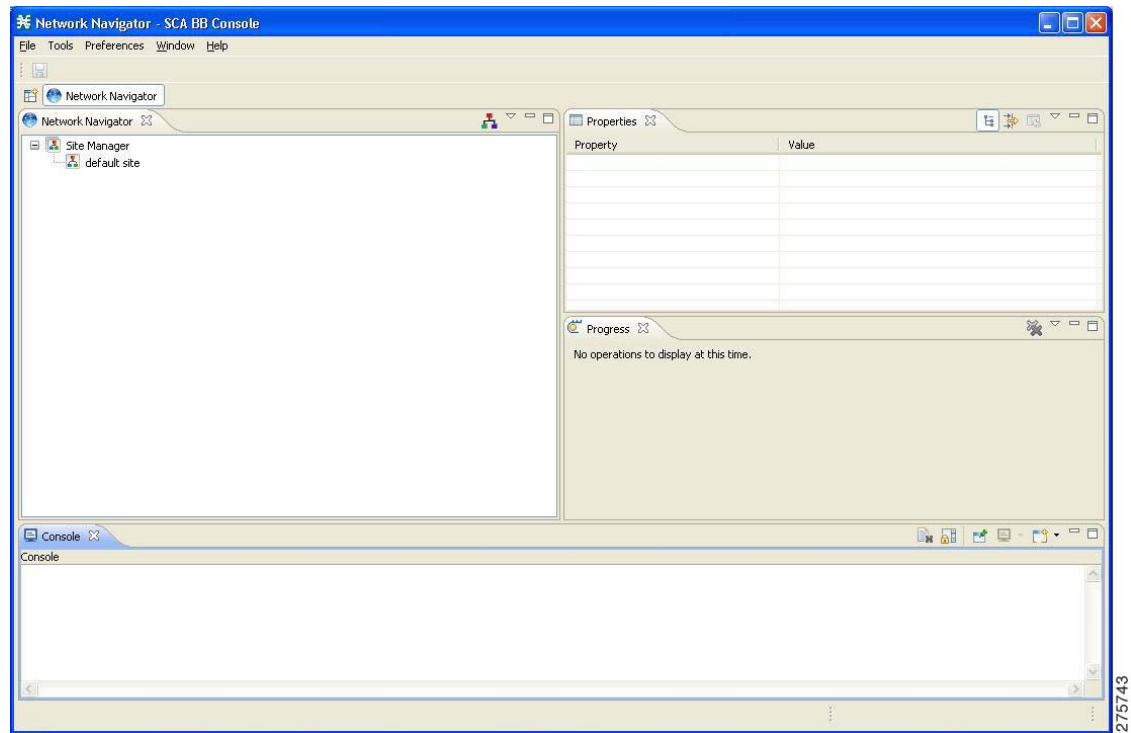 Network Navigator - SCA BB Console
File Tools Preferences Window Help
Network Navigator
Network Navigator
Site Manager
default site
Properties
Property Value
Progress
No operations to display at this time.
Console
Console
275743